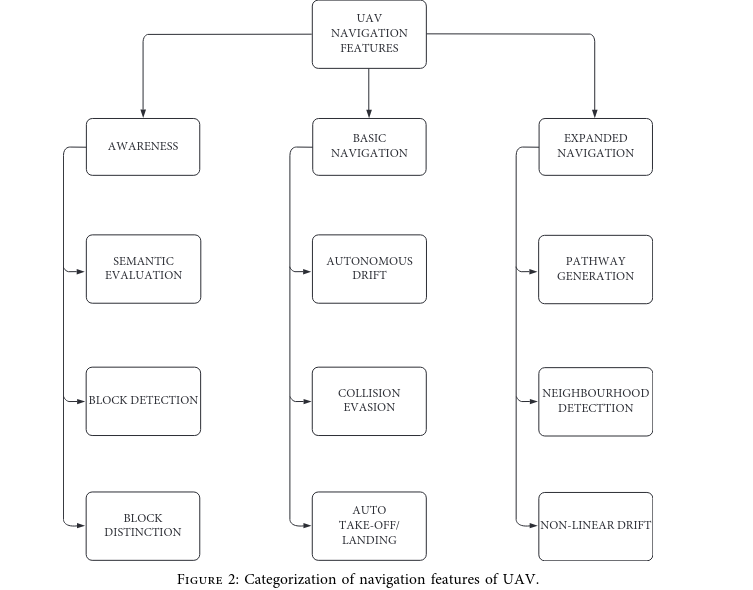 UAV
NAVIGATION
FEATURES
AWARENESS
BASIC
NAVIGATION
EXPANDED
NAVIGATION
SEMANTIC
EVALUATION
AUTONOMOUS
DRIFT
PATHWAY
GENERATION
BLOCK DETECTION
COLLISION
EVASION
NEIGHBOURHOOD
DETECTTION
BLOCK
DISTINCTION
AUTO
TAKE-OFF/
LANDING
NON-LINEAR DRIFT
FIGURE 2: Categorization of navigation features of UAV.